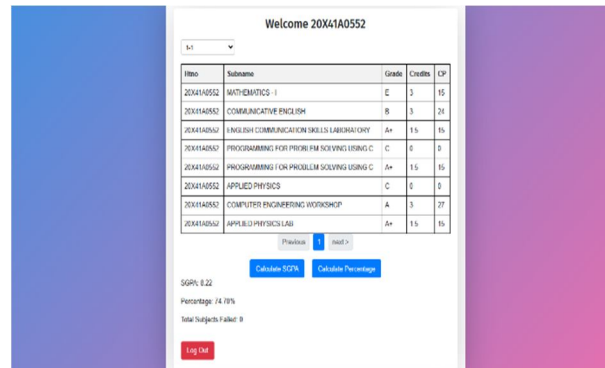 Welcome 20X41A0552
1-1
Htno Subname Grade Credits CP
20X41A0552 MATHEMATICS - I E 3 15
20X41A0552 COMMUNICATIVE ENGLISH B 3 24
20X41A0552 ENGLISH COMMUNICATION SKILLS LABORATORY A+ 1.5 15
20X41A0552 PROGRAMMING FOR PROBLEM SOLVING USING C C 0 0
20X41A0552 PROGRAMMING FOR PROBLEM SOLVING USING C A+ 1.5 15
20X41A0552 APPLIED PHYSICS C 0 0
20X41A0552 COMPUTER ENGINEERING WORKSHOP A 3 27
20X41A0552 APPLIED PHYSICS LAB A+ 1.5 15
Previous 1 next >
Calculate SGPA Calculate Percentage
SGPA: 8.22
Percentage: 74.70%
Total Subjects Failed: 0
Log Out